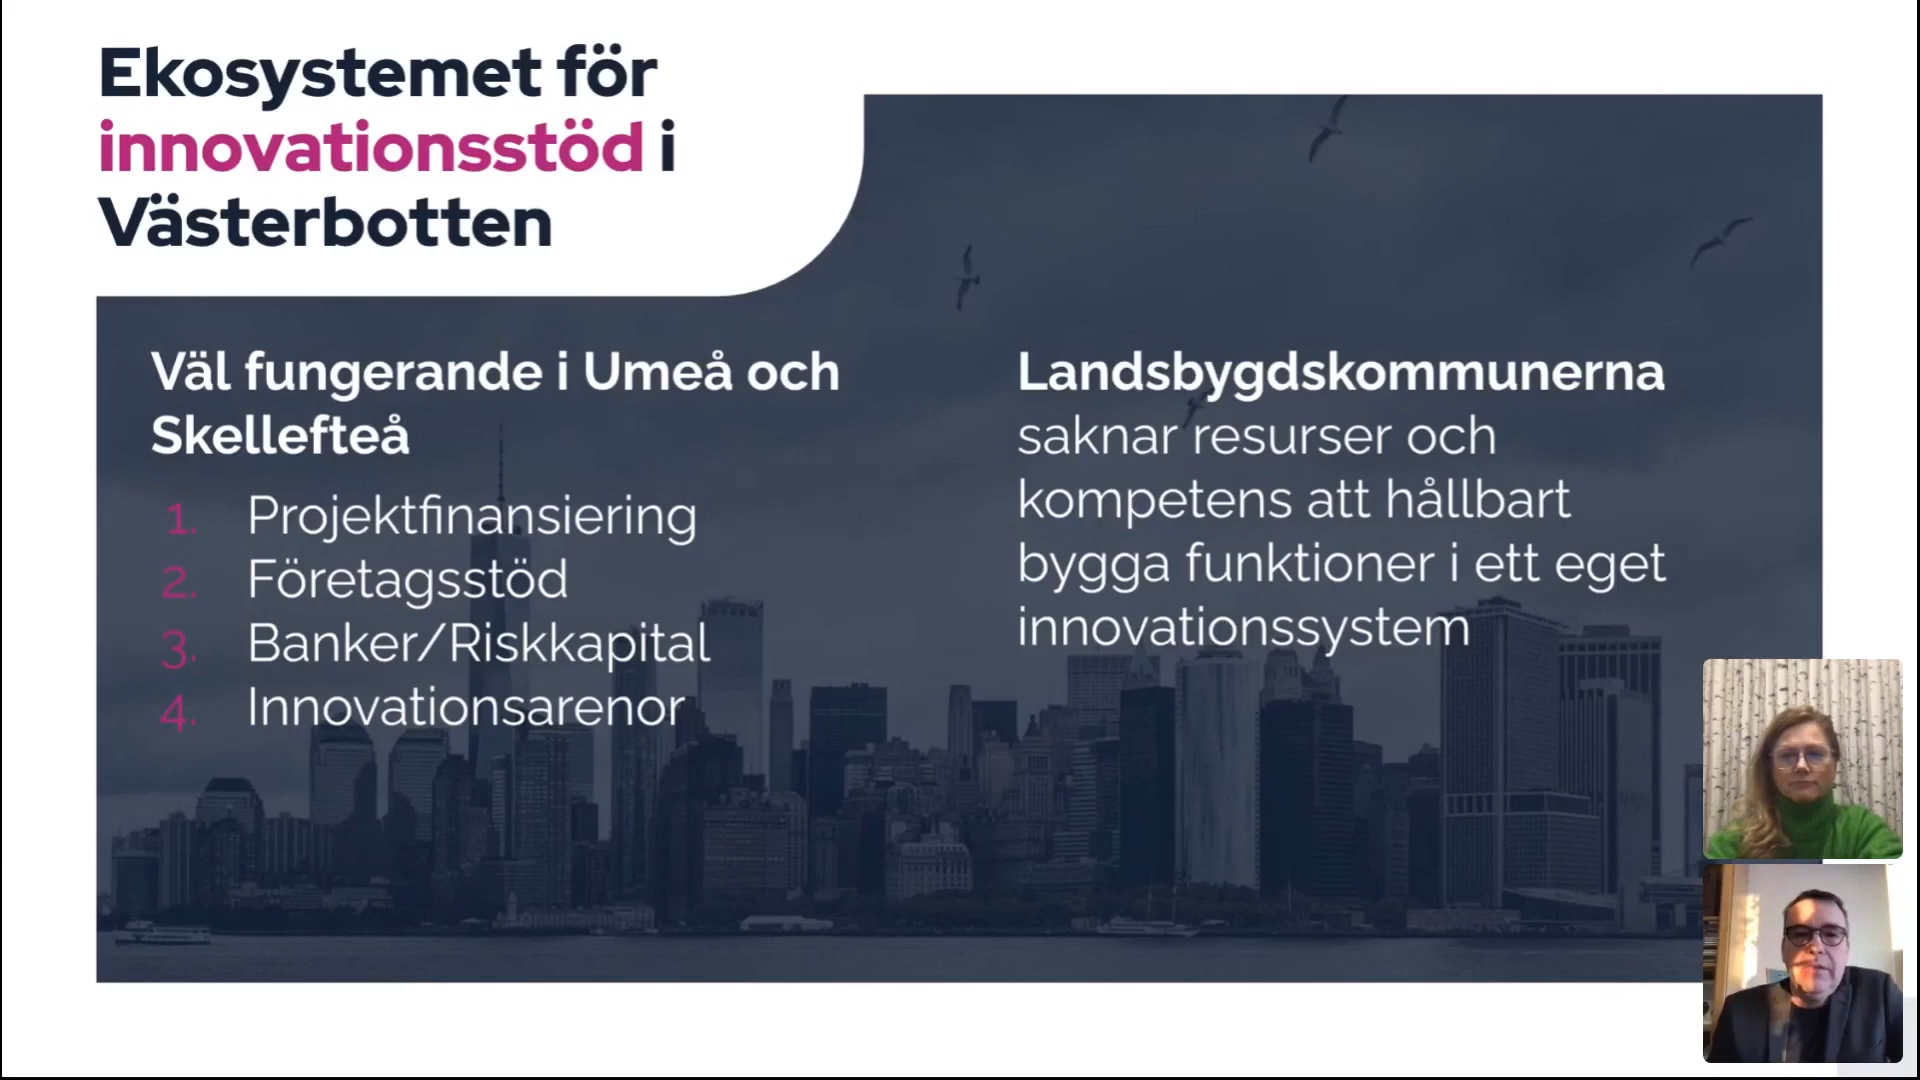 Ekosystemet för
innovationsstöd i
Västerbotten
Väl fungerande i Umeå och
Skellefteå
1. Projektfinansiering
2. Företagsstöd
3. Banker/Riskkapital
4. Innovationsarenor
Landsbygdskommunerna
saknar resurser och
kompetens att hållbart
bygga funktioner i ett eget
innovationssystem